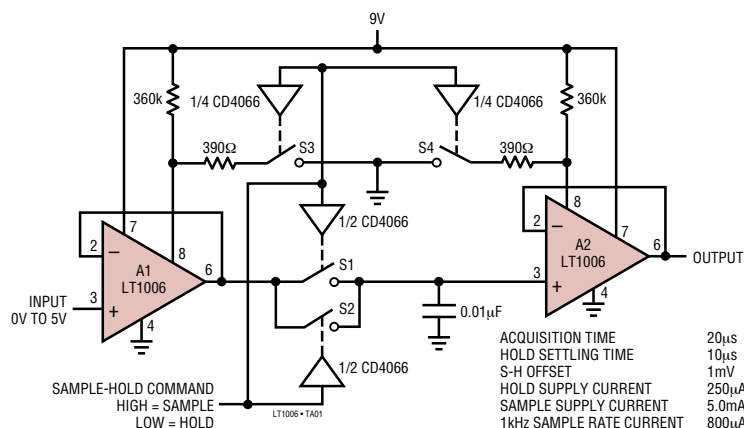 9V
360k
1/4 CD4066
1/4 CD4066
360k
390Ω
S3
S4
390Ω
7
8
8
7
2
–
A1
LT1006
3
+
6
4
INPUT
0V TO 5V
1/2 CD4066
S1
S2
1/2 CD4066
0.01µF
2
–
A2
LT1006
3
+
6
4
OUTPUT
SAMPLE-HOLD COMMAND
HIGH = SAMPLE
LOW = HOLD
LT1006 • TA01
ACQUISITION TIME 20µs
HOLD SETTLING TIME 10µs
S-H OFFSET 1mV
HOLD SUPPLY CURRENT 250µA
SAMPLE SUPPLY CURRENT 5.0mA
1kHz SAMPLE RATE CURRENT 800µA